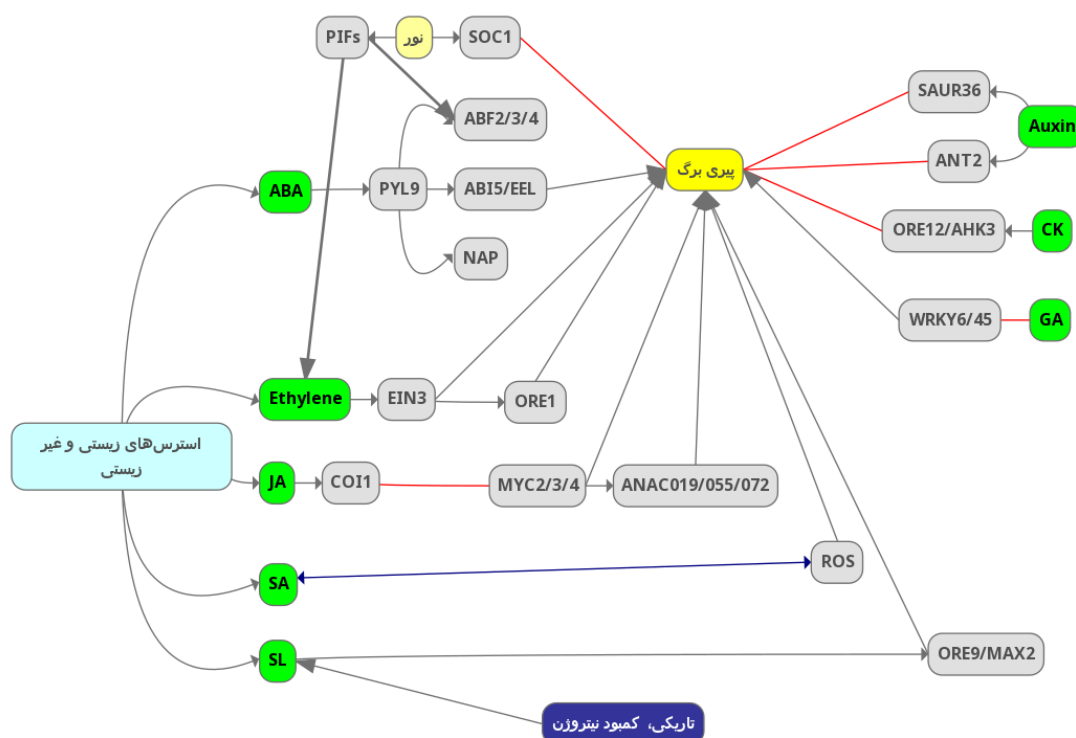 PIFs
نور
SOC1
ABF2/3/4
SAUR36
Auxin
ANT2
پیری برگ
ABA
PYL9
ABI5/EEL
ORE12/AHK3
CK
NAP
WRKY6/45
GA
Ethylene
EIN3
ORE1
استرس‌های زیستی و غیر
زیستی
JA
COI1
MYC2/3/4
ANAC019/055/072
SA
ROS
SL
ORE9/MAX2
تاریکی، کمبود نیتروژن